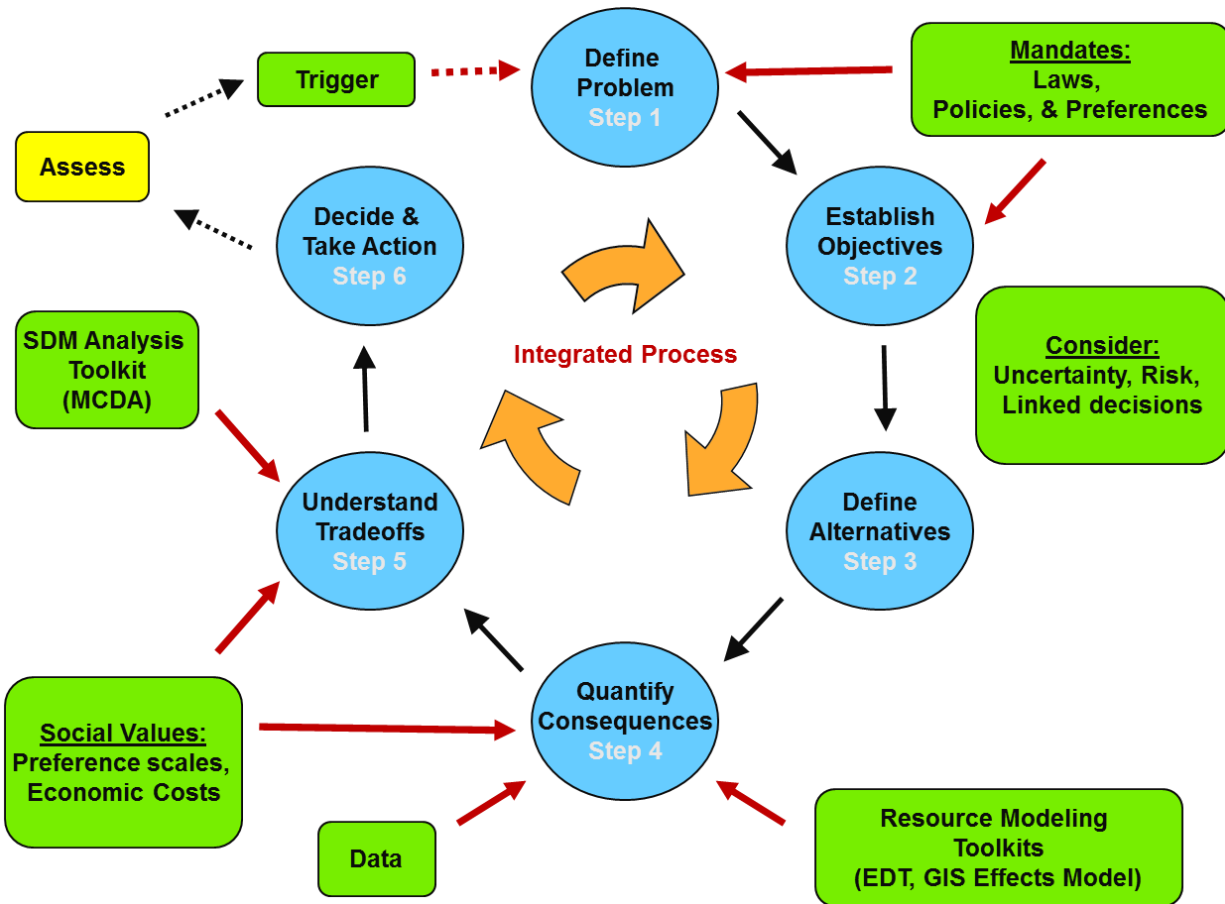 Define
Problem
Step 1
Trigger
Mandates:
Laws,
Policies, & Preferences
Assess
Decide &
Take Action
Step 6
Establish
Objectives
Step 2
SDM Analysis
Toolkit
(MCDA)
Integrated Process
Consider:
Uncertainty, Risk,
Linked decisions
Understand
Tradeoffs
Step 5
Define
Alternatives
Step 3
Social Values:
Preference scales,
Economic Costs
Quantify
Consequences
Step 4
Data
Resource Modeling
Toolkits
(EDT, GIS Effects Model)